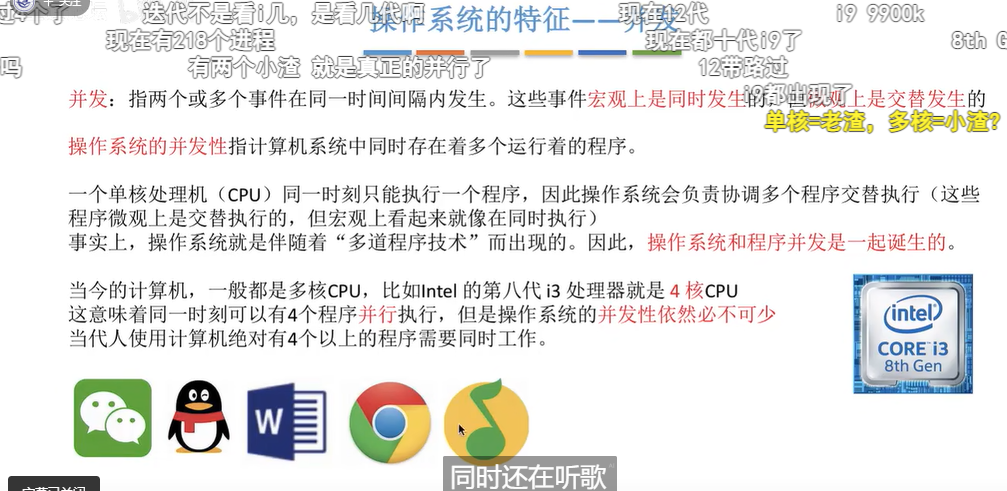 迭代不是看i几，是看几代啊
现在12代
i9 9900k
操作系统的特征——并发
现在有218个进程
现在都十代i9了
8th G
吗
有两个小渣 就是真正的并行了
12带路过
i9都出现了
并发：指两个或多个事件在同一时间间隔内发生。这些事件宏观上是同时发生的，但微观上是交替发生的
单核=老渣，多核=小渣?
操作系统的并发性指计算机系统中同时存在着多个运行着的程序。
一个单核处理机（CPU）同一时刻只能执行一个程序，因此操作系统会负责协调多个程序交替执行（这些
程序微观上是交替执行的，但宏观上看起来就像在同时执行）
事实上，操作系统就是伴随着“多道程序技术”而出现的。因此，操作系统和程序并发是一起诞生的。
当今的计算机，一般都是多核CPU，比如Intel 的第八代 i3 处理器就是 4 核CPU
这意味着同一时刻可以有4个程序并行执行，但是操作系统的并发性依然必不可少
当代人使用计算机绝对有4个以上的程序需要同时工作。
intel
CORE i3
8th Gen
W
同时还在听歌